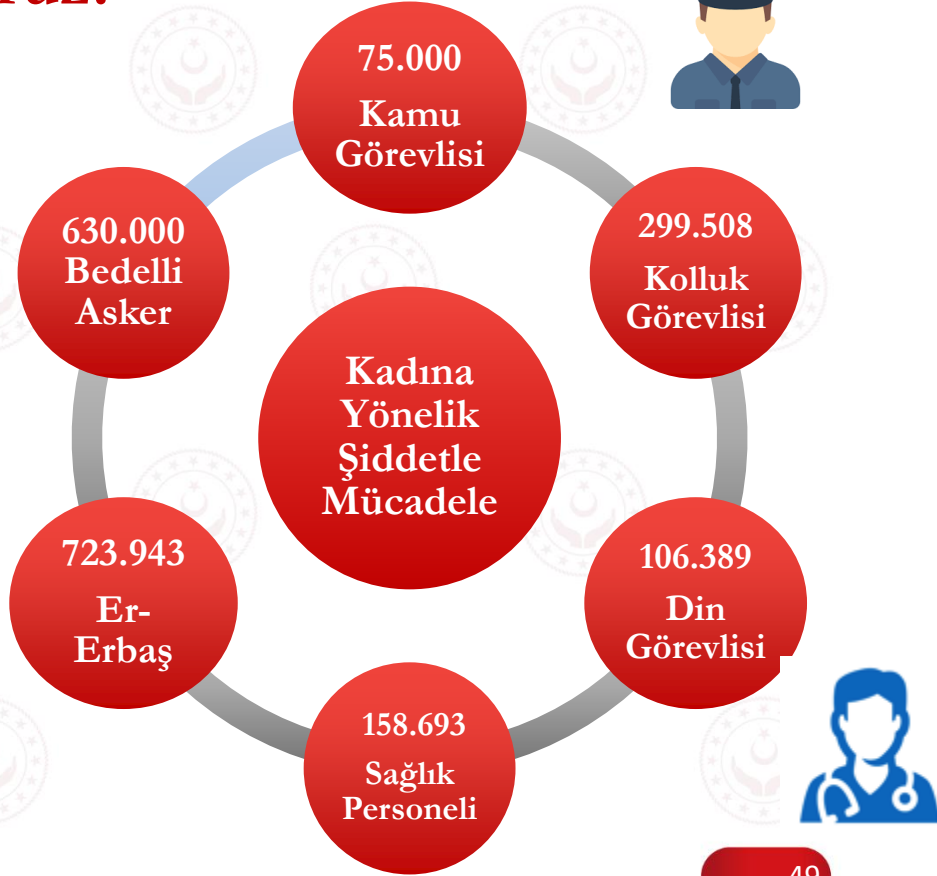 75.000
Kamu
Görevlisi
299.508
Kolluk
Görevlisi
106.389
Din
Görevlisi
158.693
Sağlık
Personeli
723.943
Er-
Erbaş
630.000
Bedelli
Asker
Kadına
Yönelik
Şiddetle
Mücadele
49